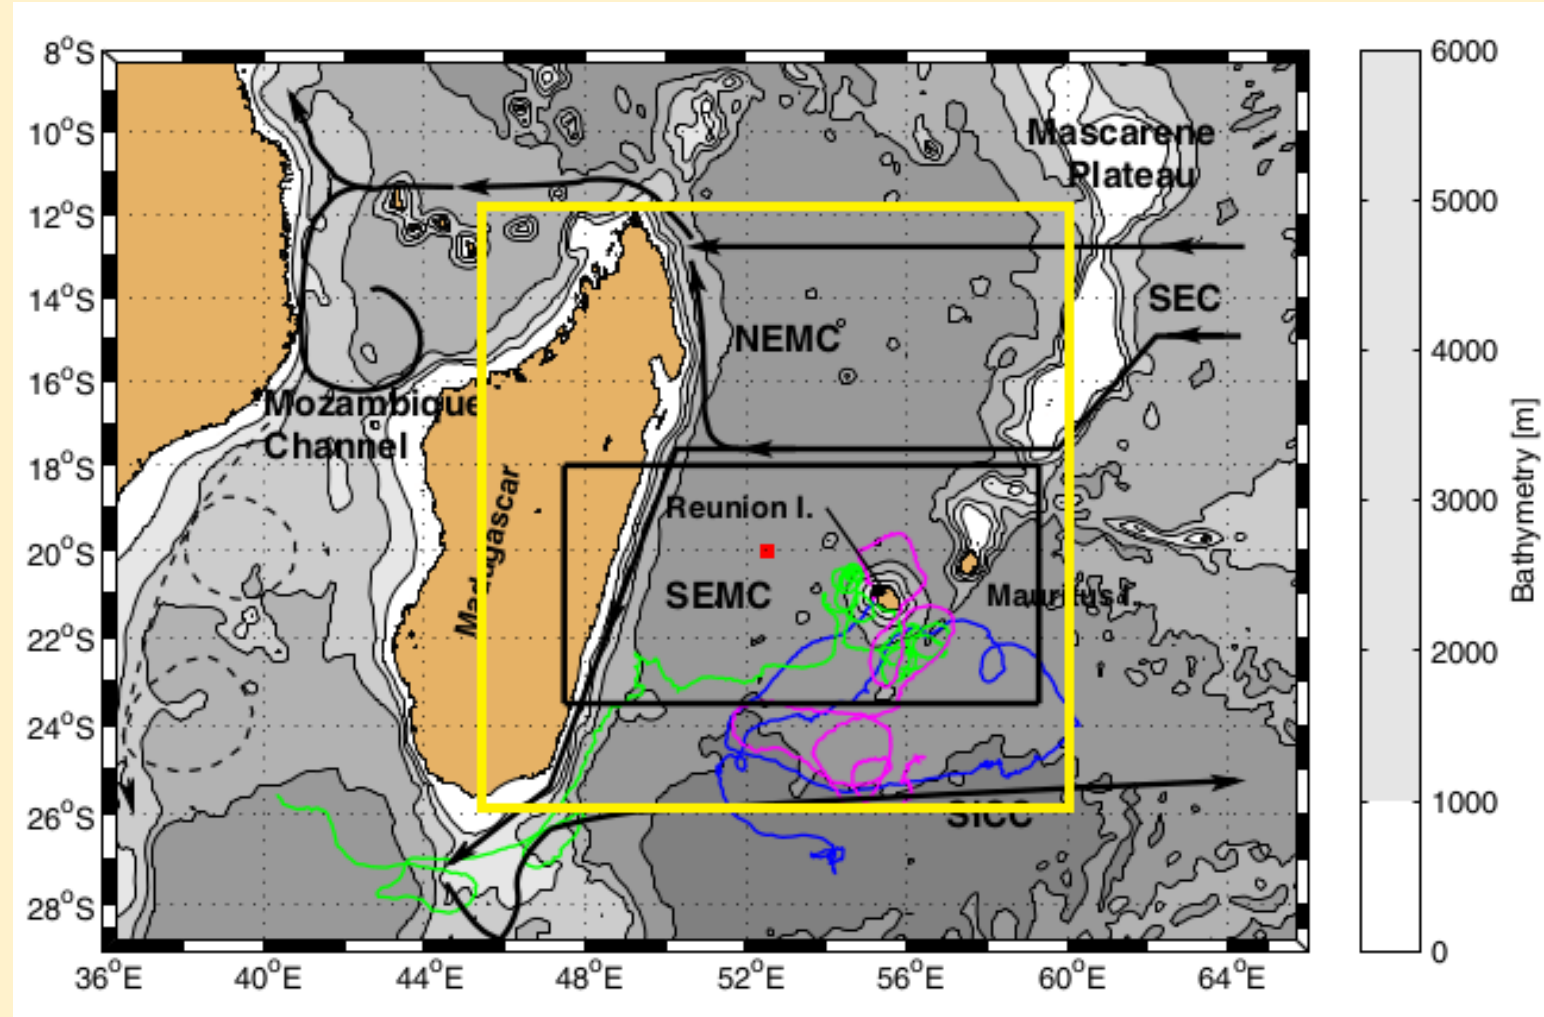 8°S
10°S
12°S
14°S
16°S
18°S
20°S
22°S
24°S
26°S
28°S
36°E
40°E
44°E
48°E
52°E
56°E
60°E
64°E
Mascarene
Plateau
SEC
NEMC
Mozambique
Channel
Madagascar
Reunion I.
SEMC
Mauritus I.
SICC
6000
5000
4000
3000
2000
1000
0
Bathymetry [m]